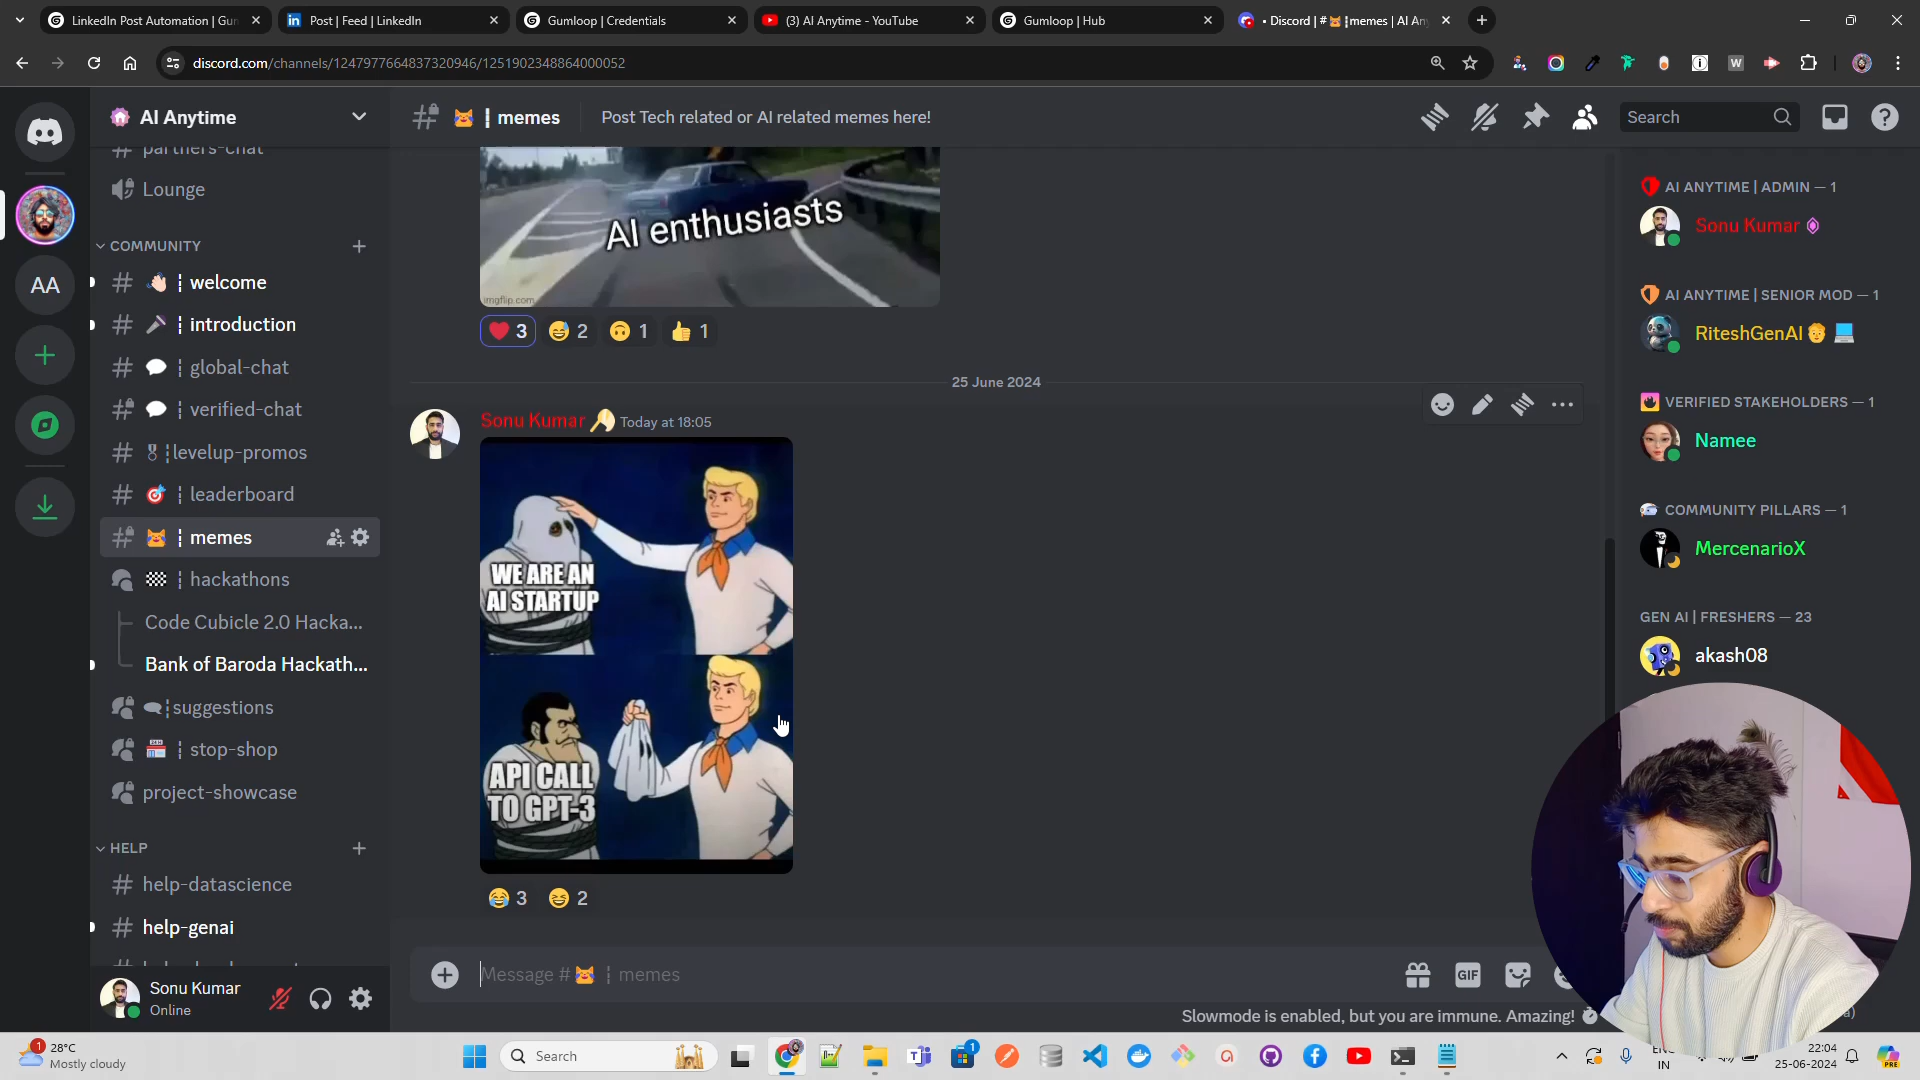 LinkedIn Post Automation | Gu
Post | Feed | LinkedIn
Gumloop | Credentials
(3) AI Anytime - YouTube
Gumloop | Hub
• Discord | #😹¦memes | AI An
discord.com/channels/1247977664837320946/1251902348864000052
AI Anytime
😹 ¦ memes
Post Tech related or AI related memes here!
Search
partners-chat
Lounge
COMMUNITY
AA
👋🏻 ¦ welcome
🎤 ¦ introduction
💬 ¦ global-chat
💬 ¦ verified-chat
🎖 ¦levelup-promos
🎯 ¦ leaderboard
😹 ¦ memes
🏁 ¦ hackathons
Code Cubicle 2.0 Hacka...
Bank of Baroda Hackath...
🗨¦suggestions
🏪 ¦ stop-shop
project-showcase
HELP
help-datascience
help-genai
Sonu Kumar
Online
AI enthusiasts
imgflip.com
❤️ 3 😅 2 🙃 1 👍 1
25 June 2024
Sonu Kumar Today at 18:05
WE ARE AN
AI STARTUP
API CALL
TO GPT-3
😂 3 😆 2
Message #😹 ¦ memes
GIF
Slowmode is enabled, but you are immune. Amazing!
AI ANYTIME | ADMIN — 1
Sonu Kumar
AI ANYTIME | SENIOR MOD — 1
RiteshGenAI
VERIFIED STAKEHOLDERS — 1
Namee
COMMUNITY PILLARS — 1
MercenarioX
GEN AI | FRESHERS — 23
akash08
1
28°C
Mostly cloudy
Search
1
IN
22:04
25-06-2024
PRE